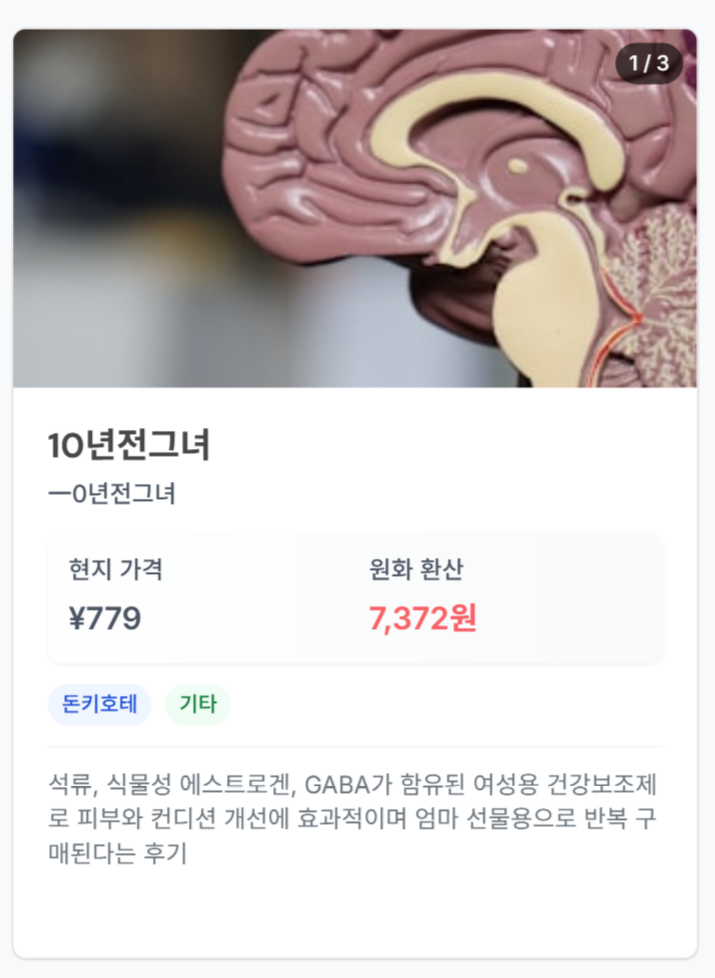 1 / 3
10년전그녀
一0년전그녀
현지 가격
원화 환산
¥779
7,372원
돈키호테
기타
석류, 식물성 에스트로겐, GABA가 함유된 여성용 건강보조제
로 피부와 컨디션 개선에 효과적이며 엄마 선물용으로 반복 구
매된다는 후기